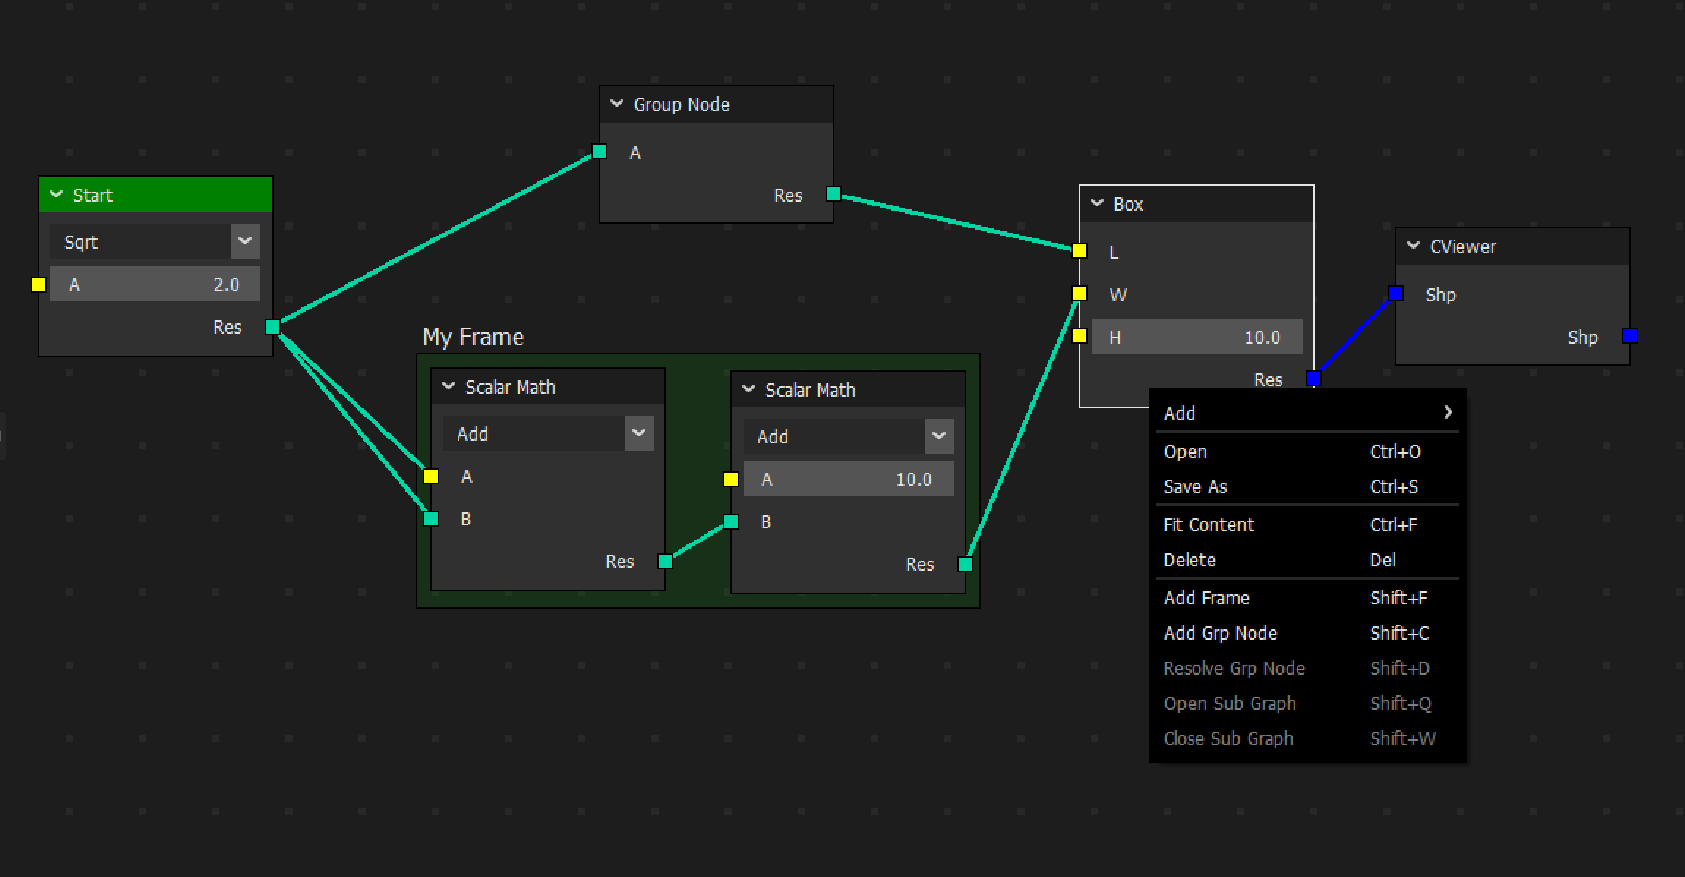 Group Node
A
Res
Start
Sqrt
A 2.0
Res
My Frame
Scalar Math
Add
A
B
Res
Scalar Math
Add
A 10.0
B
Res
Box
L
W
H 10.0
Res
CViewer
Shp
Shp
Add
Open Ctrl+O
Save As Ctrl+S
Fit Content Ctrl+F
Delete Del
Add Frame Shift+F
Add Grp Node Shift+C
Resolve Grp Node Shift+D
Open Sub Graph Shift+Q
Close Sub Graph Shift+W